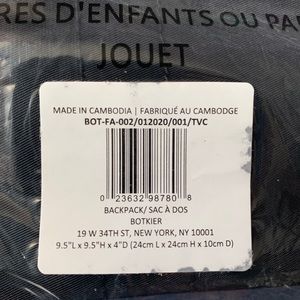 RES D'ENFANTS OU PA
JOUET
MADE IN CAMBODIA | FABRIQUÉ AU CAMBODGE
BOT-FA-002/012020/001/TVC
0 23632 98780 8
BACKPACK/ SAC À DOS
BOTKIER
19 W 34TH ST, NEW YORK, NY 10001
9.5"L x 9.5"H x 4"D (24cm L x 24cm H x 10cm D)